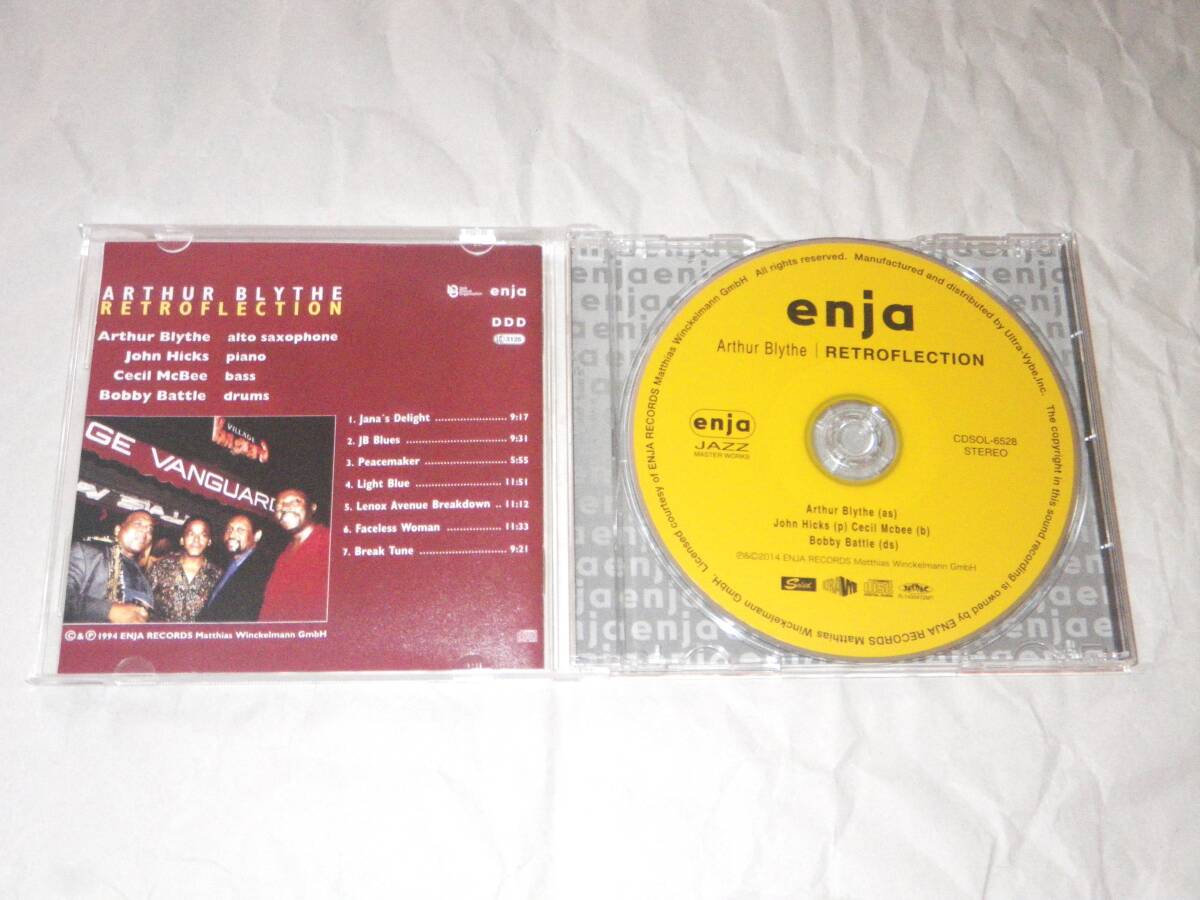 ARTHUR BLYTHE
RETROFLECTION
enja
DDD
Arthur Blythe alto saxophone
John Hicks piano
Cecil McBee bass
Bobby Battle drums
VILLAGE
GE VANGUARD
1. Jana's Delight ........................ 9:17
2. JB Blues .................................. 9:31
3. Peacemaker ........................... 5:55
4. Light Blue ............................. 11:51
5. Lenox Avenue Breakdown .. 11:12
6. Faceless Woman ................... 11:33
7. Break Tune ............................ 9:21
© & ℗ 1994 ENJA RECORDS Matthias Winckelmann GmbH
Licensed courtesy of ENJA RECORDS Matthias Winckelmann GmbH All rights reserved. Manufactured and distributed by Ultra-Vybe,Inc. The copyright in this sound recording is owned by ENJA RECORDS Matthias Winckelmann GmbH.
enja
Arthur Blythe | RETROFLECTION
enja
JAZZ
MASTER WORKS
CDSOL-6528
STEREO
Arthur Blythe (as)
John Hicks (p) Cecil Mcbee (b)
Bobby Battle (ds)
℗&©2014 ENJA RECORDS Matthias Winckelmann GmbH